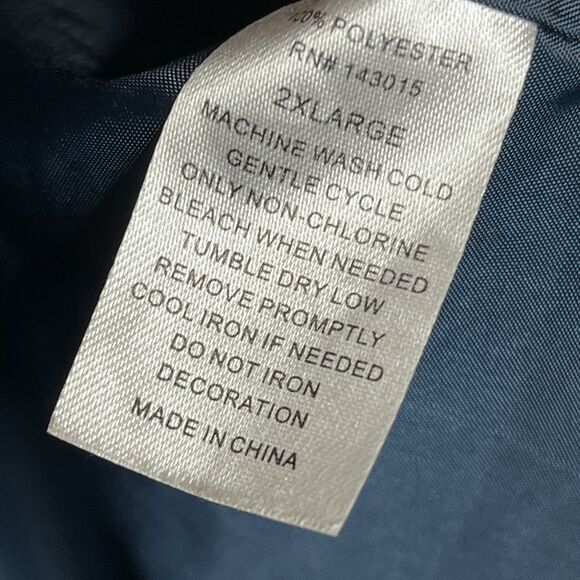 100% POLYESTER
RN# 143015
2XLARGE
MACHINE WASH COLD
GENTLE CYCLE
ONLY NON-CHLORINE
BLEACH WHEN NEEDED
TUMBLE DRY LOW
REMOVE PROMPTLY
COOL IRON IF NEEDED
DO NOT IRON
DECORATION
MADE IN CHINA